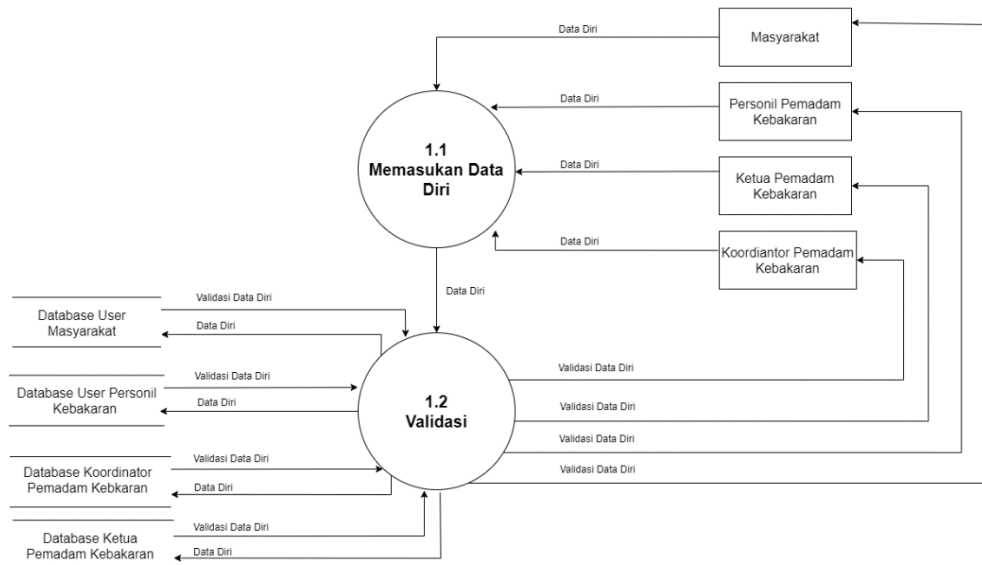 Data Diri
Masyarakat
Data Diri
Personil Pemadam
Kebakaran
1.1
Memasukan Data
Diri
Data Diri
Ketua Pemadam
Kebakaran
Data Diri
Koordiantor Pemadam
Kebakaran
Data Diri
Database User
Masyarakat
Validasi Data Diri
Data Diri
Database User Personil
Kebakaran
Validasi Data Diri
Data Diri
1.2
Validasi
Validasi Data Diri
Validasi Data Diri
Validasi Data Diri
Validasi Data Diri
Database Koordinator
Pemadam Kebkaran
Validasi Data Diri
Data Diri
Database Ketua
Pemadam Kebakaran
Validasi Data Diri
Data Diri